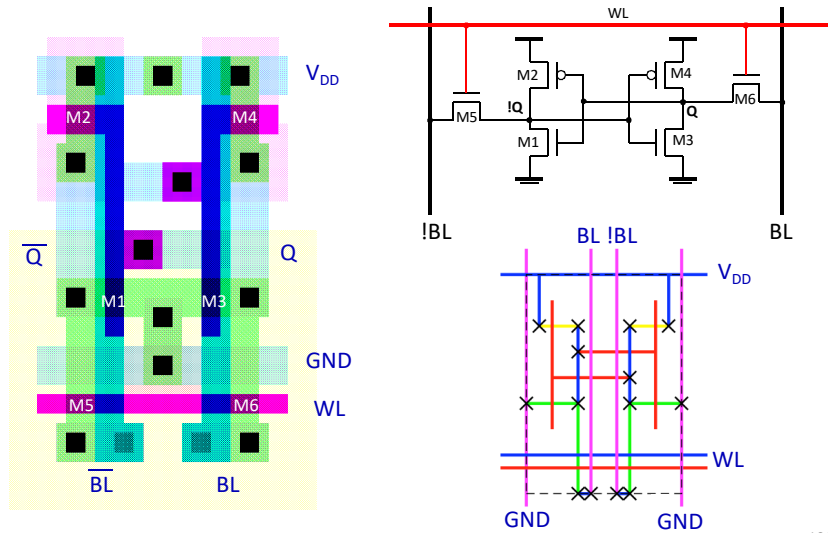 V_DD
M2
M4
Q̅
Q
M1
M3
GND
WL
M5
M6
B̅L̅
BL
WL
M2
M4
!Q
Q
M5
M6
M1
M3
!BL
BL
BL !BL
V_DD
WL
GND
GND